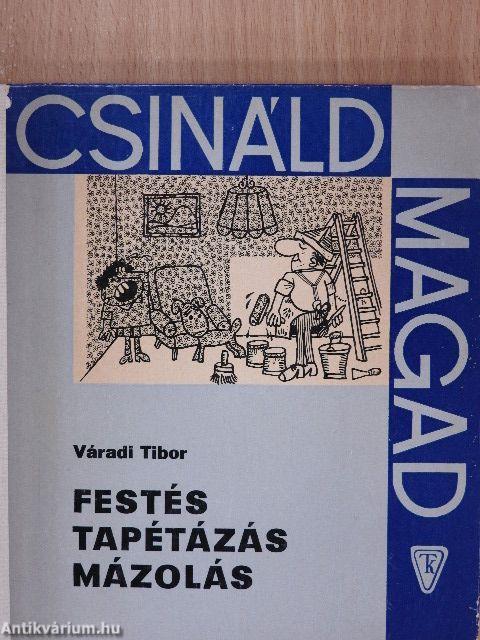 CSINÁLD
MAGAD
Váradi Tibor
FESTÉS
TAPÉTÁZÁS
MÁZOLÁS
TK
Antikvárium.hu